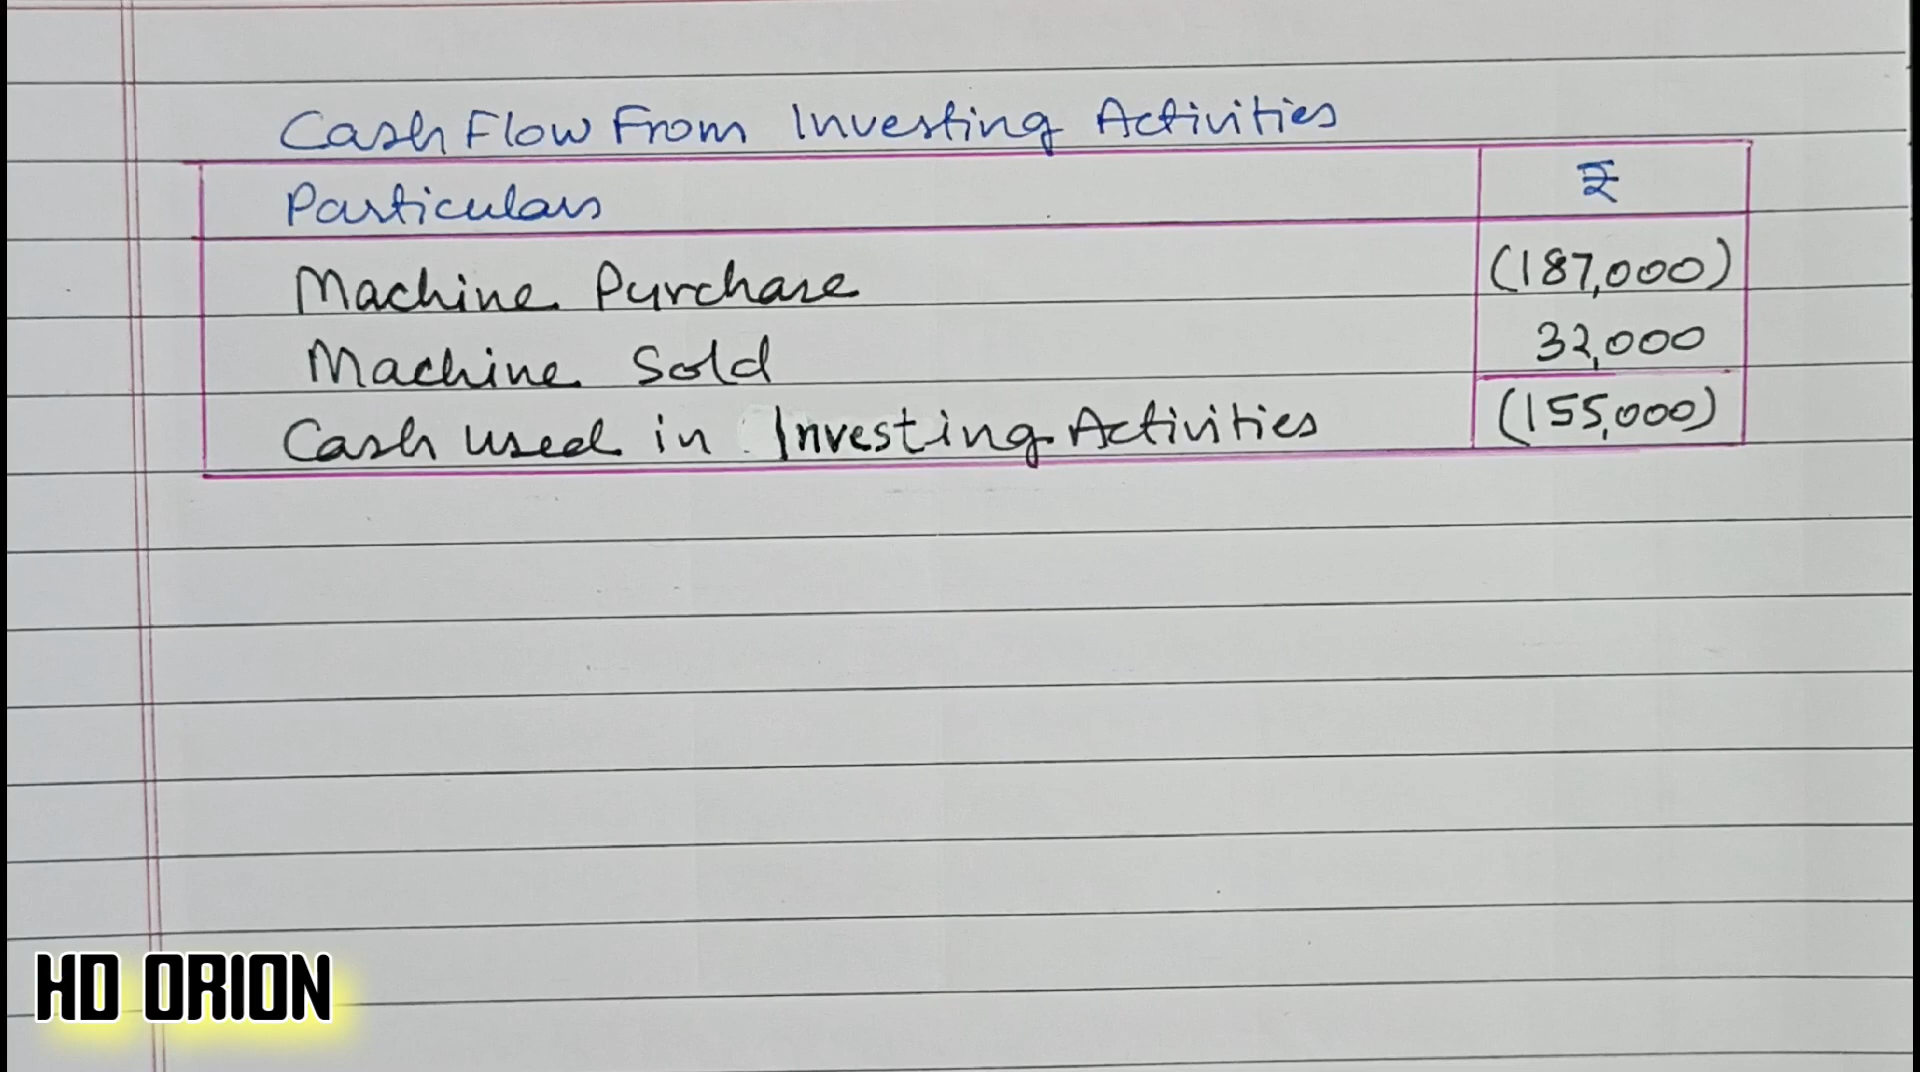 Cash Flow From Investing Activities
Particulars ₹
Machine Purchase (187,000)
Machine Sold 32,000
Cash used in Investing Activities (155,000)
HD ORION